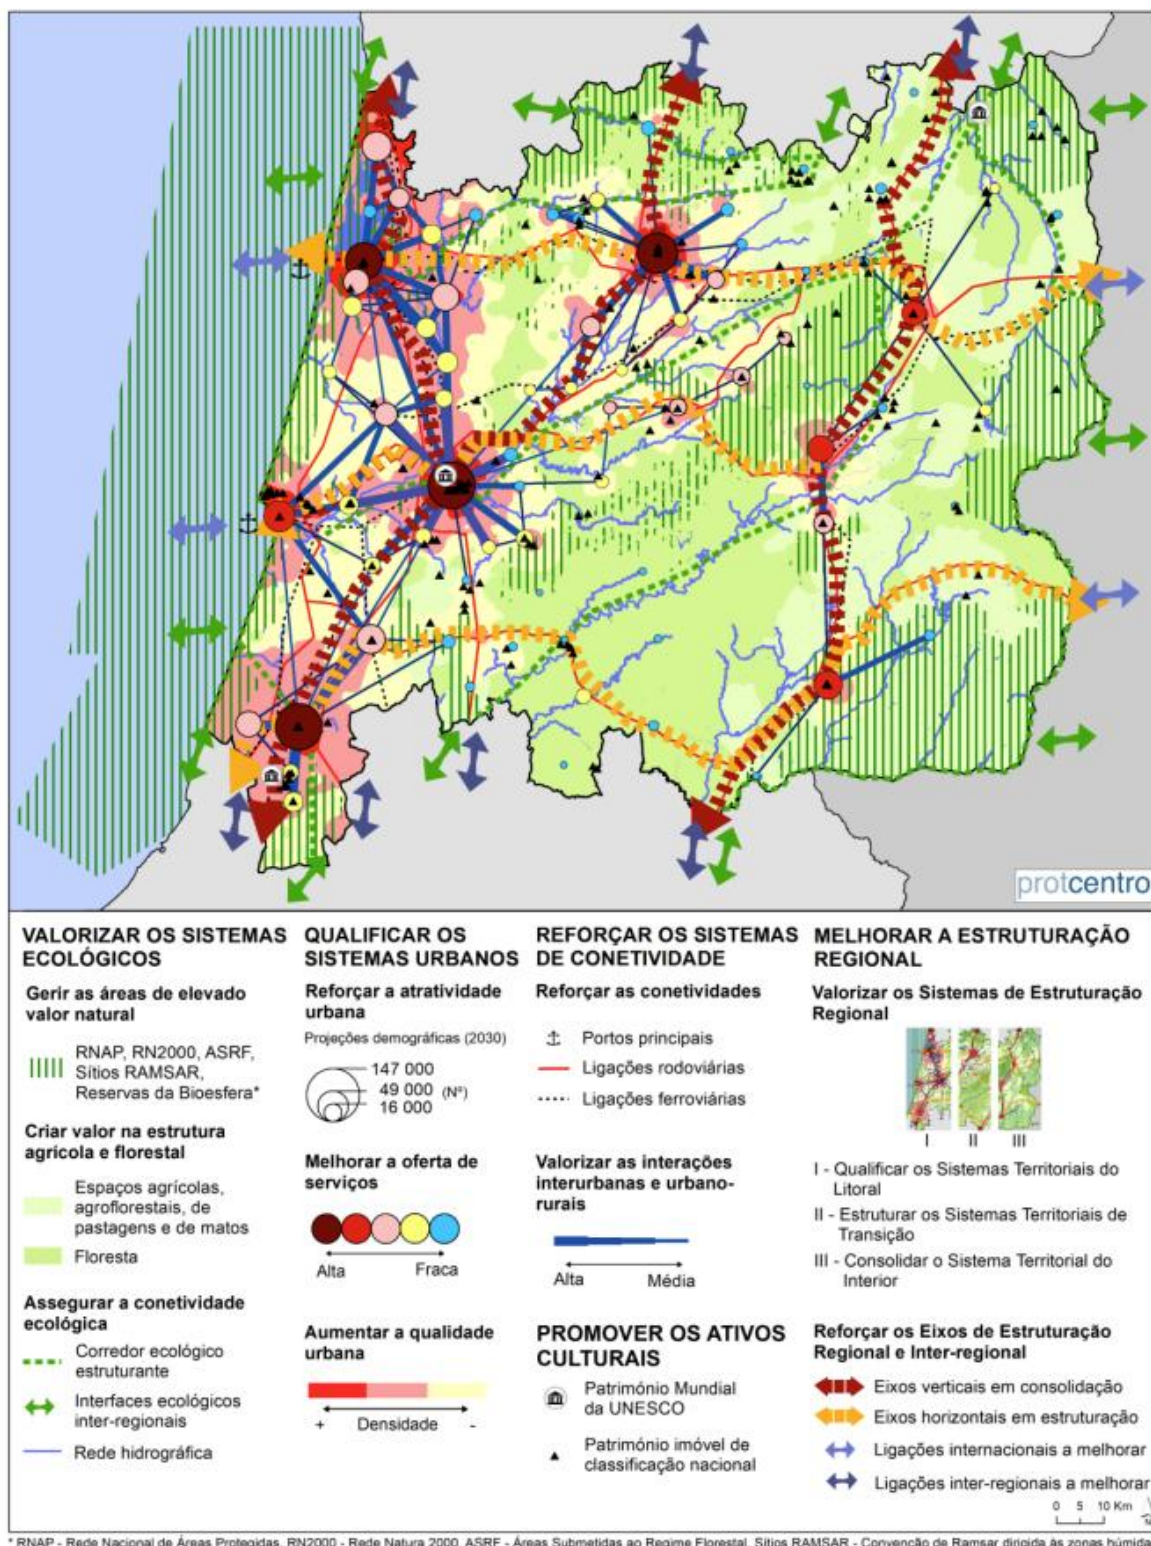 protcentro
VALORIZAR OS SISTEMAS
ECOLÓGICOS
Gerir as áreas de elevado
valor natural
RNAP, RN2000, ASRF,
Sítios RAMSAR,
Reservas da Bioesfera*
Criar valor na estrutura
agrícola e florestal
Espaços agrícolas,
agroflorestais, de
pastagens e de matos
Floresta
Assegurar a conetividade
ecológica
Corredor ecológico
estruturante
Interfaces ecológicos
inter-regionais
Rede hidrográfica
QUALIFICAR OS
SISTEMAS URBANOS
Reforçar a atratividade
urbana
Projeções demográficas (2030)
147 000
49 000 (Nº)
16 000
Melhorar a oferta de
serviços
Alta Fraca
Aumentar a qualidade
urbana
+ Densidade -
REFORÇAR OS SISTEMAS
DE CONETIVIDADE
Reforçar as conetividades
Portos principais
Ligações rodoviárias
Ligações ferroviárias
Valorizar as interações
interurbanas e urbano-
rurais
Alta Média
PROMOVER OS ATIVOS
CULTURAIS
Património Mundial
da UNESCO
Património imóvel de
classificação nacional
MELHORAR A ESTRUTURAÇÃO
REGIONAL
Valorizar os Sistemas de Estruturação
Regional
I II III
I - Qualificar os Sistemas Territoriais do
Litoral
II - Estruturar os Sistemas Territoriais de
Transição
III - Consolidar o Sistema Territorial do
Interior
Reforçar os Eixos de Estruturação
Regional e Inter-regional
Eixos verticais em consolidação
Eixos horizontais em estruturação
Ligações internacionais a melhorar
Ligações inter-regionais a melhorar
0 5 10 Km
* RNAP - Rede Nacional de Áreas Protegidas, RN2000 - Rede Natura 2000, ASRF - Áreas Submetidas ao Regime Florestal, Sítios RAMSAR - Convenção de Ramsar dirigida às zonas húmida